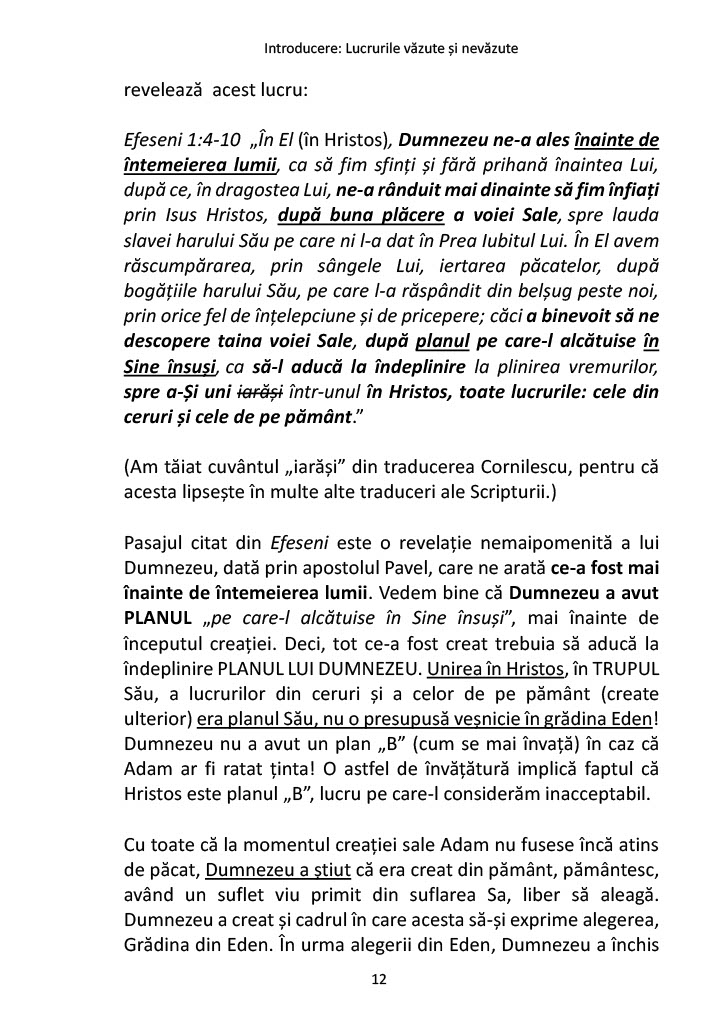 Introducere: Lucrurile văzute și nevăzute
revelează acest lucru:
Efeseni 1:4-10 „În El (în Hristos), Dumnezeu ne-a ales înainte de
întemeierea lumii, ca să fim sfinți și fără prihană înaintea Lui,
după ce, în dragostea Lui, ne-a rânduit mai dinainte să fim înfiați
prin Isus Hristos, după buna plăcere a voiei Sale, spre lauda
slavei harului Său pe care ni l-a dat în Prea Iubitul Lui. În El avem
răscumpărarea, prin sângele Lui, iertarea păcatelor, după
bogățiile harului Său, pe care l-a răspândit din belșug peste noi,
prin orice fel de înțelepciune și de pricepere; căci a binevoit să ne
descopere taina voiei Sale, după planul pe care-l alcătuise în
Sine însuși, ca să-l aducă la îndeplinire la plinirea vremurilor,
spre a-Și uni iarăși într-unul în Hristos, toate lucrurile: cele din
ceruri și cele de pe pământ.”
(Am tăiat cuvântul „iarăși” din traducerea Cornilescu, pentru că
acesta lipsește în multe alte traduceri ale Scripturii.)
Pasajul citat din Efeseni este o revelație nemaipomenită a lui
Dumnezeu, dată prin apostolul Pavel, care ne arată ce-a fost mai
înainte de întemeierea lumii. Vedem bine că Dumnezeu a avut
PLANUL „pe care-l alcătuise în Sine însuși”, mai înainte de
începutul creației. Deci, tot ce-a fost creat trebuia să aducă la
îndeplinire PLANUL LUI DUMNEZEU. Unirea în Hristos, în TRUPUL
Său, a lucrurilor din ceruri și a celor de pe pământ (create
ulterior) era planul Său, nu o presupusă veșnicie în grădina Eden!
Dumnezeu nu a avut un plan „B” (cum se mai învață) în caz că
Adam ar fi ratat ținta! O astfel de învățătură implică faptul că
Hristos este planul „B”, lucru pe care-l considerăm inacceptabil.
Cu toate că la momentul creației sale Adam nu fusese încă atins
de păcat, Dumnezeu a știut că era creat din pământ, pământesc,
având un suflet viu primit din suflarea Sa, liber să aleagă.
Dumnezeu a creat și cadrul în care acesta să-și exprime alegerea,
Grădina din Eden. În urma alegerii din Eden, Dumnezeu a închis
12